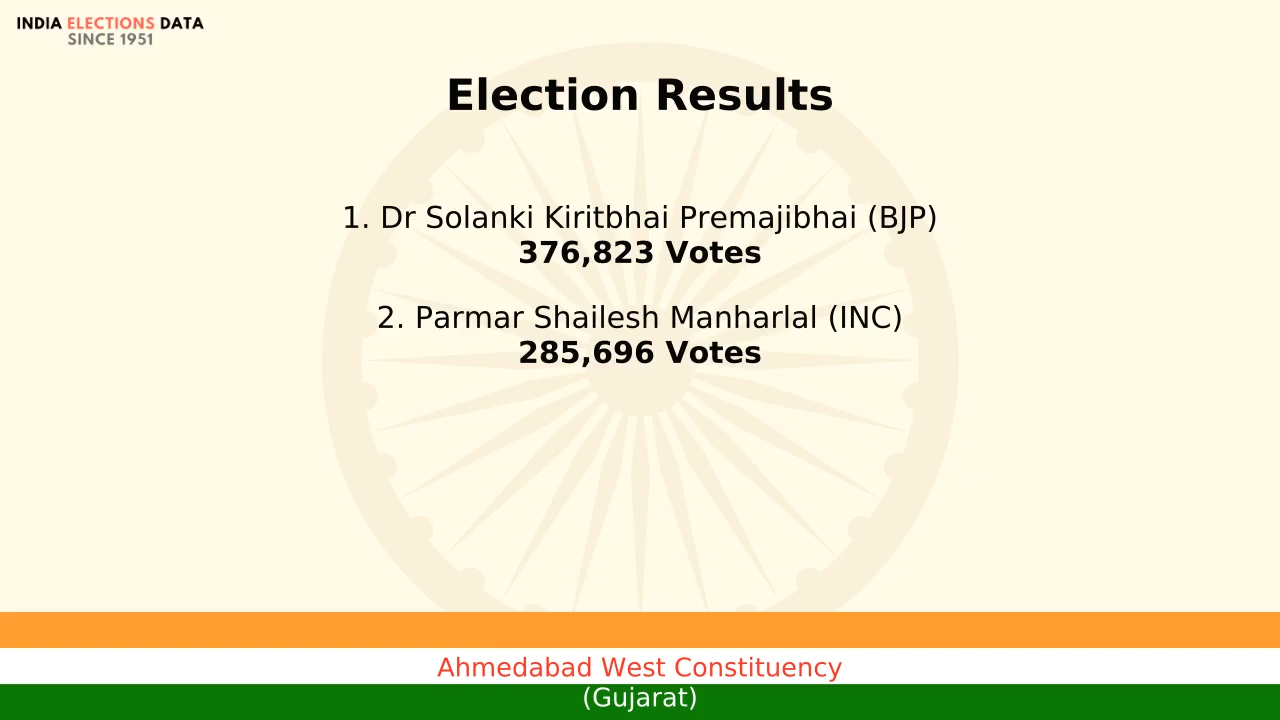 INDIA ELECTIONS DATA
SINCE 1951
Election Results
1. Dr Solanki Kiritbhai Premajibhai (BJP)
376,823 Votes
2. Parmar Shailesh Manharlal (INC)
285,696 Votes
Ahmedabad West Constituency
(Gujarat)